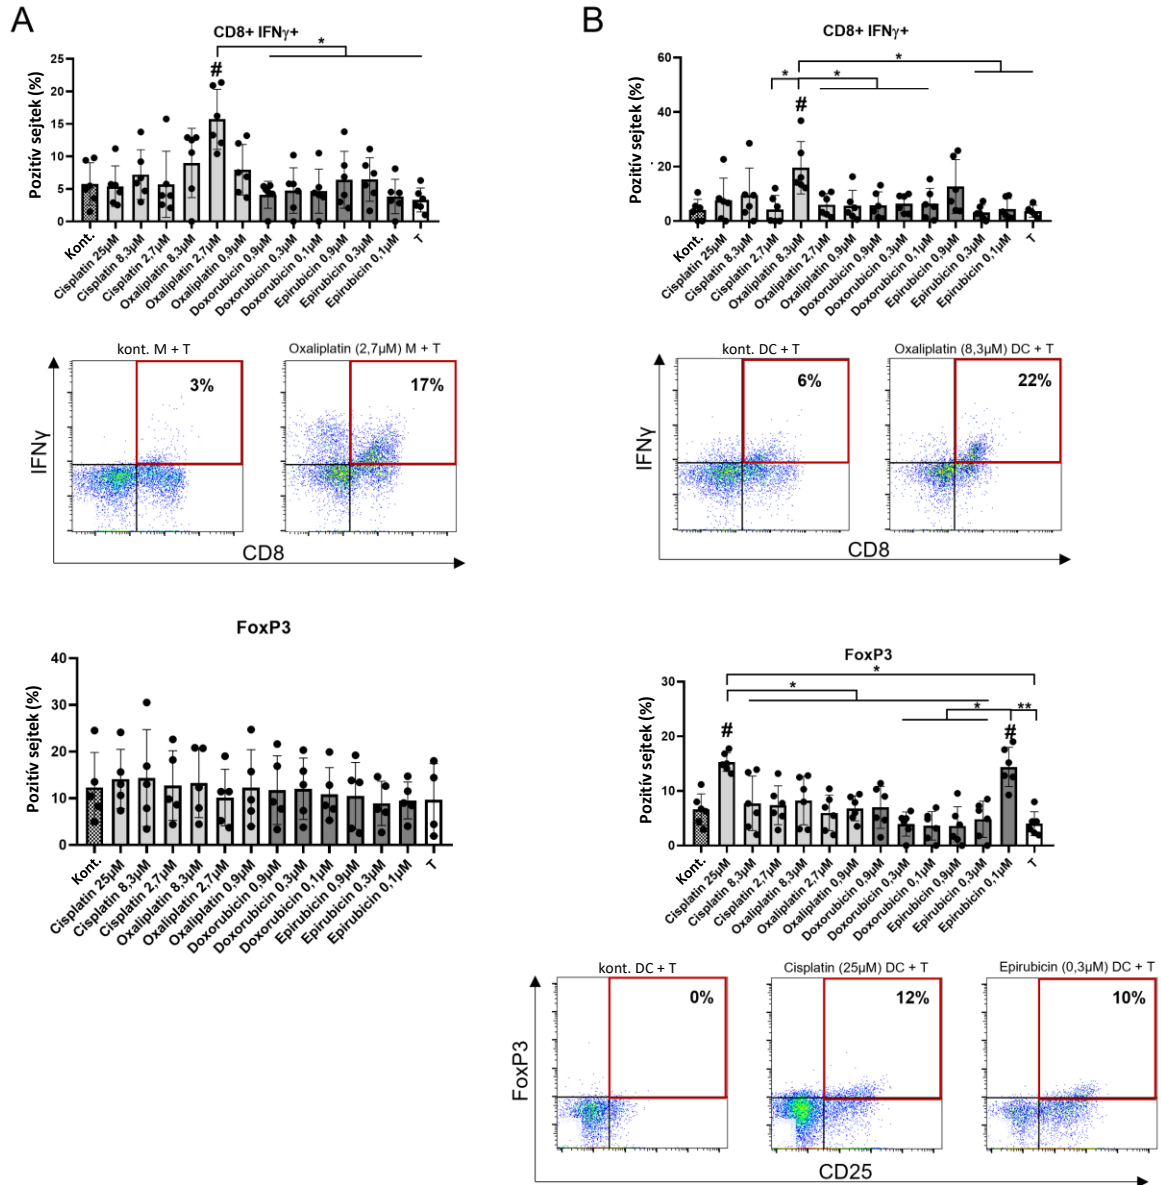 A
CD8+ IFNγ+
Pozitív sejtek (%)
25
20
15
10
5
0
#
*
Kont.
Cisplatin 25µM
Cisplatin 8,3µM
Cisplatin 2,7µM
Oxaliplatin 8,3µM
Oxaliplatin 2,7µM
Oxaliplatin 0,9µM
Doxorubicin 0,9µM
Doxorubicin 0,3µM
Doxorubicin 0,1µM
Epirubicin 0,9µM
Epirubicin 0,3µM
Epirubicin 0,1µM
T
kont. M + T
3%
Oxaliplatin (2,7µM) M + T
17%
IFNγ
CD8
FoxP3
Pozitív sejtek (%)
40
30
20
10
0
Kont.
Cisplatin 25µM
Cisplatin 8,3µM
Cisplatin 2,7µM
Oxaliplatin 8,3µM
Oxaliplatin 2,7µM
Oxaliplatin 0,9µM
Doxorubicin 0,9µM
Doxorubicin 0,3µM
Doxorubicin 0,1µM
Epirubicin 0,9µM
Epirubicin 0,3µM
Epirubicin 0,1µM
T
B
CD8+ IFNγ+
Pozitív sejtek (%)
60
40
20
0
*
*
*
#
Kont.
Cisplatin 25µM
Cisplatin 8,3µM
Cisplatin 2,7µM
Oxaliplatin 8,3µM
Oxaliplatin 2,7µM
Oxaliplatin 0,9µM
Doxorubicin 0,9µM
Doxorubicin 0,3µM
Doxorubicin 0,1µM
Epirubicin 0,9µM
Epirubicin 0,3µM
Epirubicin 0,1µM
T
kont. DC + T
6%
Oxaliplatin (8,3µM) DC + T
22%
IFNγ
CD8
FoxP3
Pozitív sejtek (%)
30
20
10
0
*
*
*
**
#
#
Kont.
Cisplatin 25µM
Cisplatin 8,3µM
Cisplatin 2,7µM
Oxaliplatin 8,3µM
Oxaliplatin 2,7µM
Oxaliplatin 0,9µM
Doxorubicin 0,9µM
Doxorubicin 0,3µM
Doxorubicin 0,1µM
Epirubicin 0,9µM
Epirubicin 0,3µM
Epirubicin 0,1µM
T
kont. DC + T
0%
Cisplatin (25µM) DC + T
12%
Epirubicin (0,3µM) DC + T
10%
FoxP3
CD25